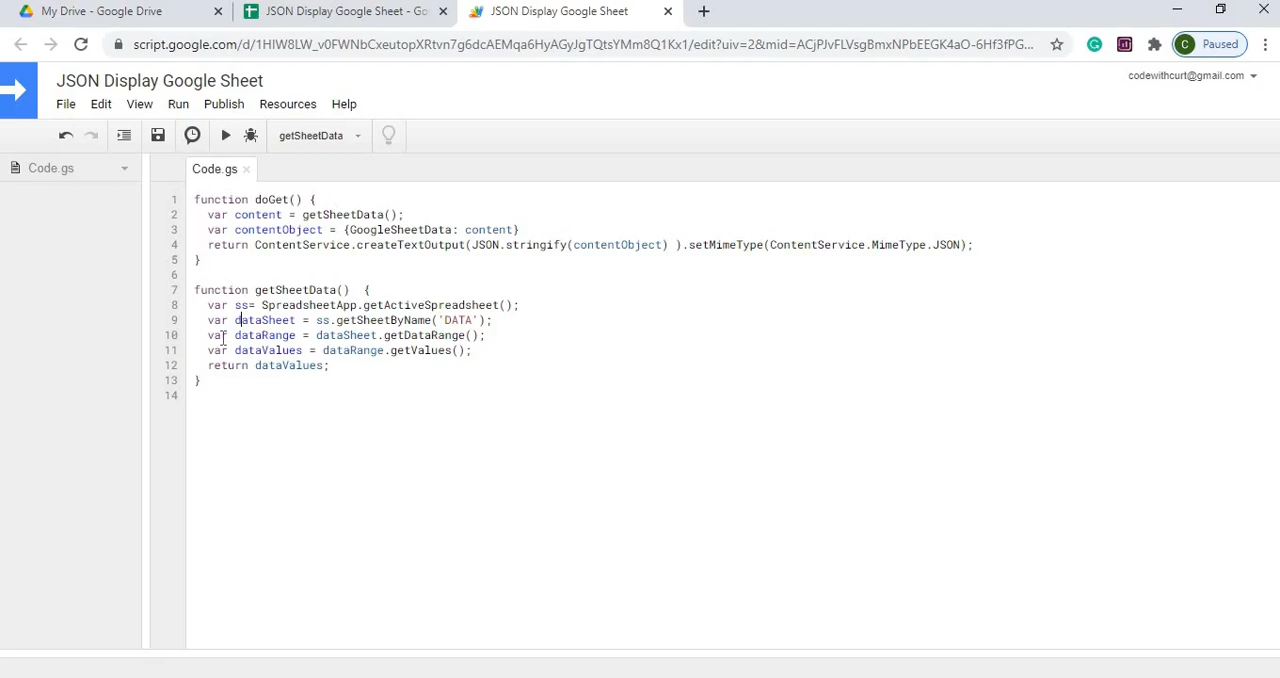 My Drive - Google Drive
JSON Display Google Sheet - Go
JSON Display Google Sheet
script.google.com/d/1HIW8LW_v0FWNbCxeutopXRtvn7g6dcAEMqa6HyAGyJgTQtsYMm8Q1Kx1/edit?uiv=2&mid=ACjPJvFLVsgBmxNPbEEGK4aO-6Hf3fPG...
C Paused
JSON Display Google Sheet
codewithcurt@gmail.com
File Edit View Run Publish Resources Help
getSheetData
Code.gs
Code.gs
1 function doGet() {
2 var content = getSheetData();
3 var contentObject = {GoogleSheetData: content}
4 return ContentService.createTextOutput(JSON.stringify(contentObject) ).setMimeType(ContentService.MimeType.JSON);
5 }
6
7 function getSheetData()  {
8 var ss= SpreadsheetApp.getActiveSpreadsheet();
9 var dataSheet = ss.getSheetByName('DATA');
10 var dataRange = dataSheet.getDataRange();
11 var dataValues = dataRange.getValues();
12 return dataValues;
13 }
14